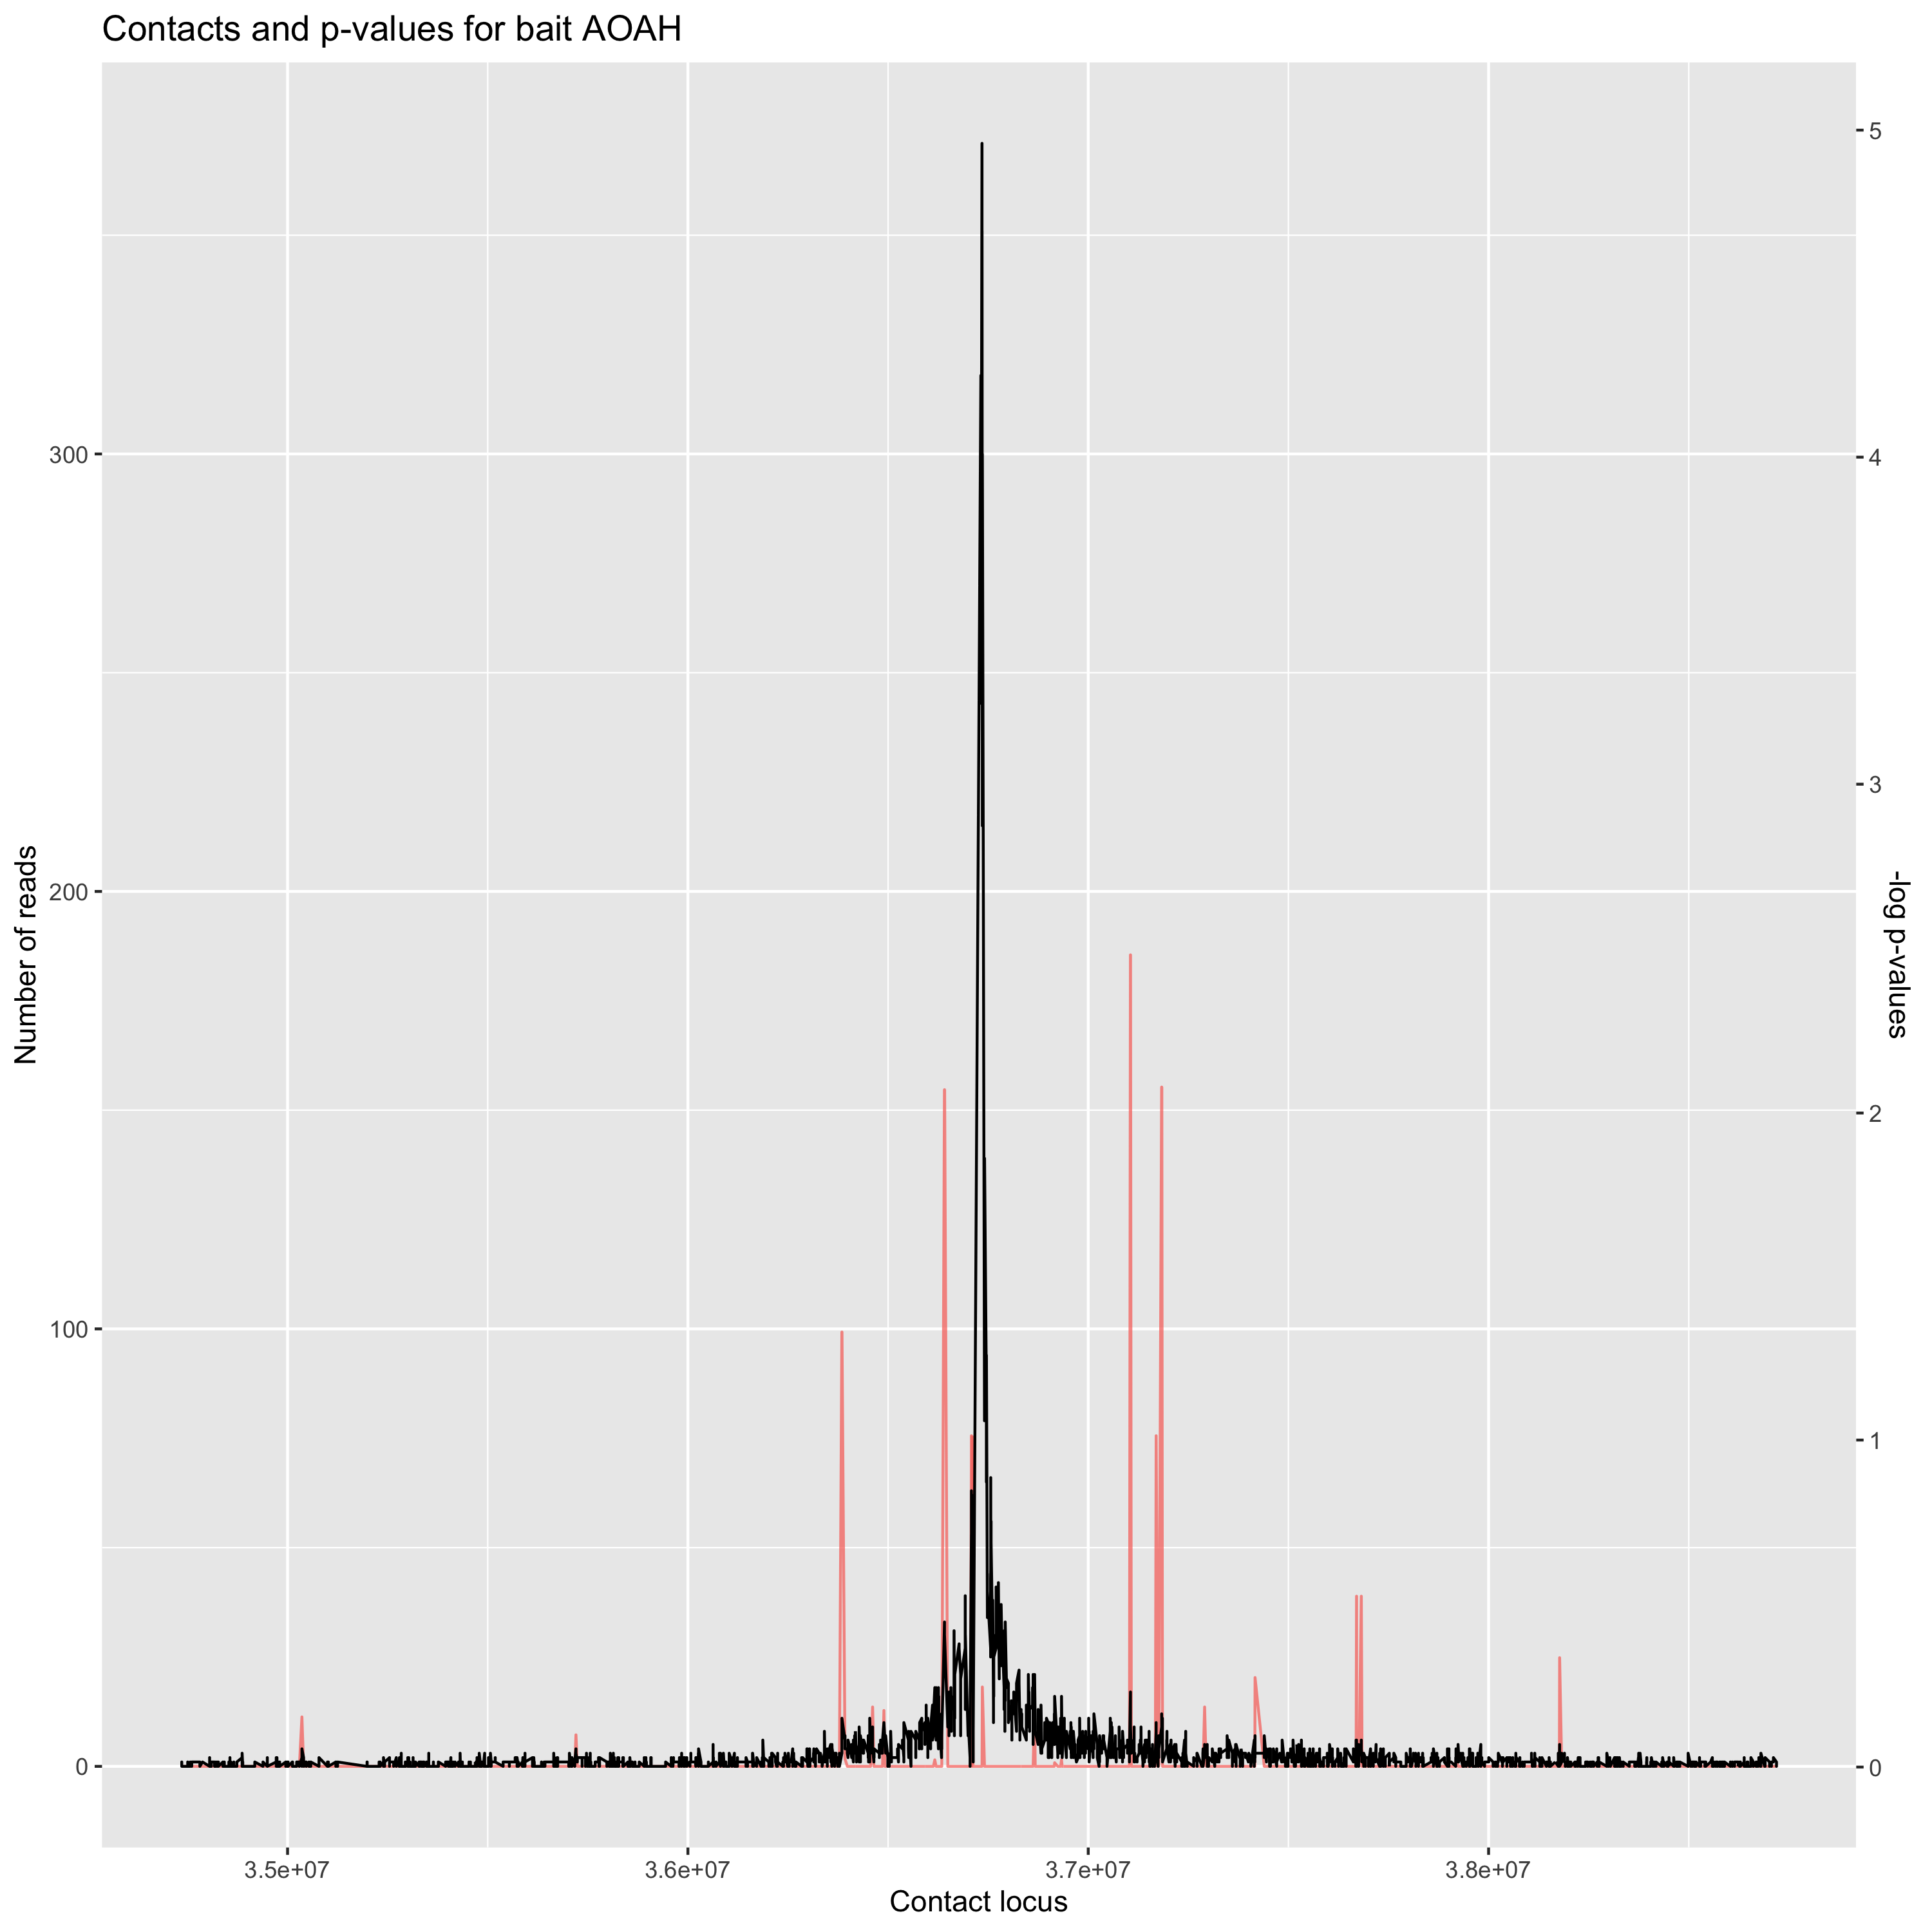 Contacts and p-values for bait AOAH
Number of reads
300
200
100
0
5
4
3
2
1
0
-log p-values
3.5e+07
3.6e+07
3.7e+07
3.8e+07
Contact locus